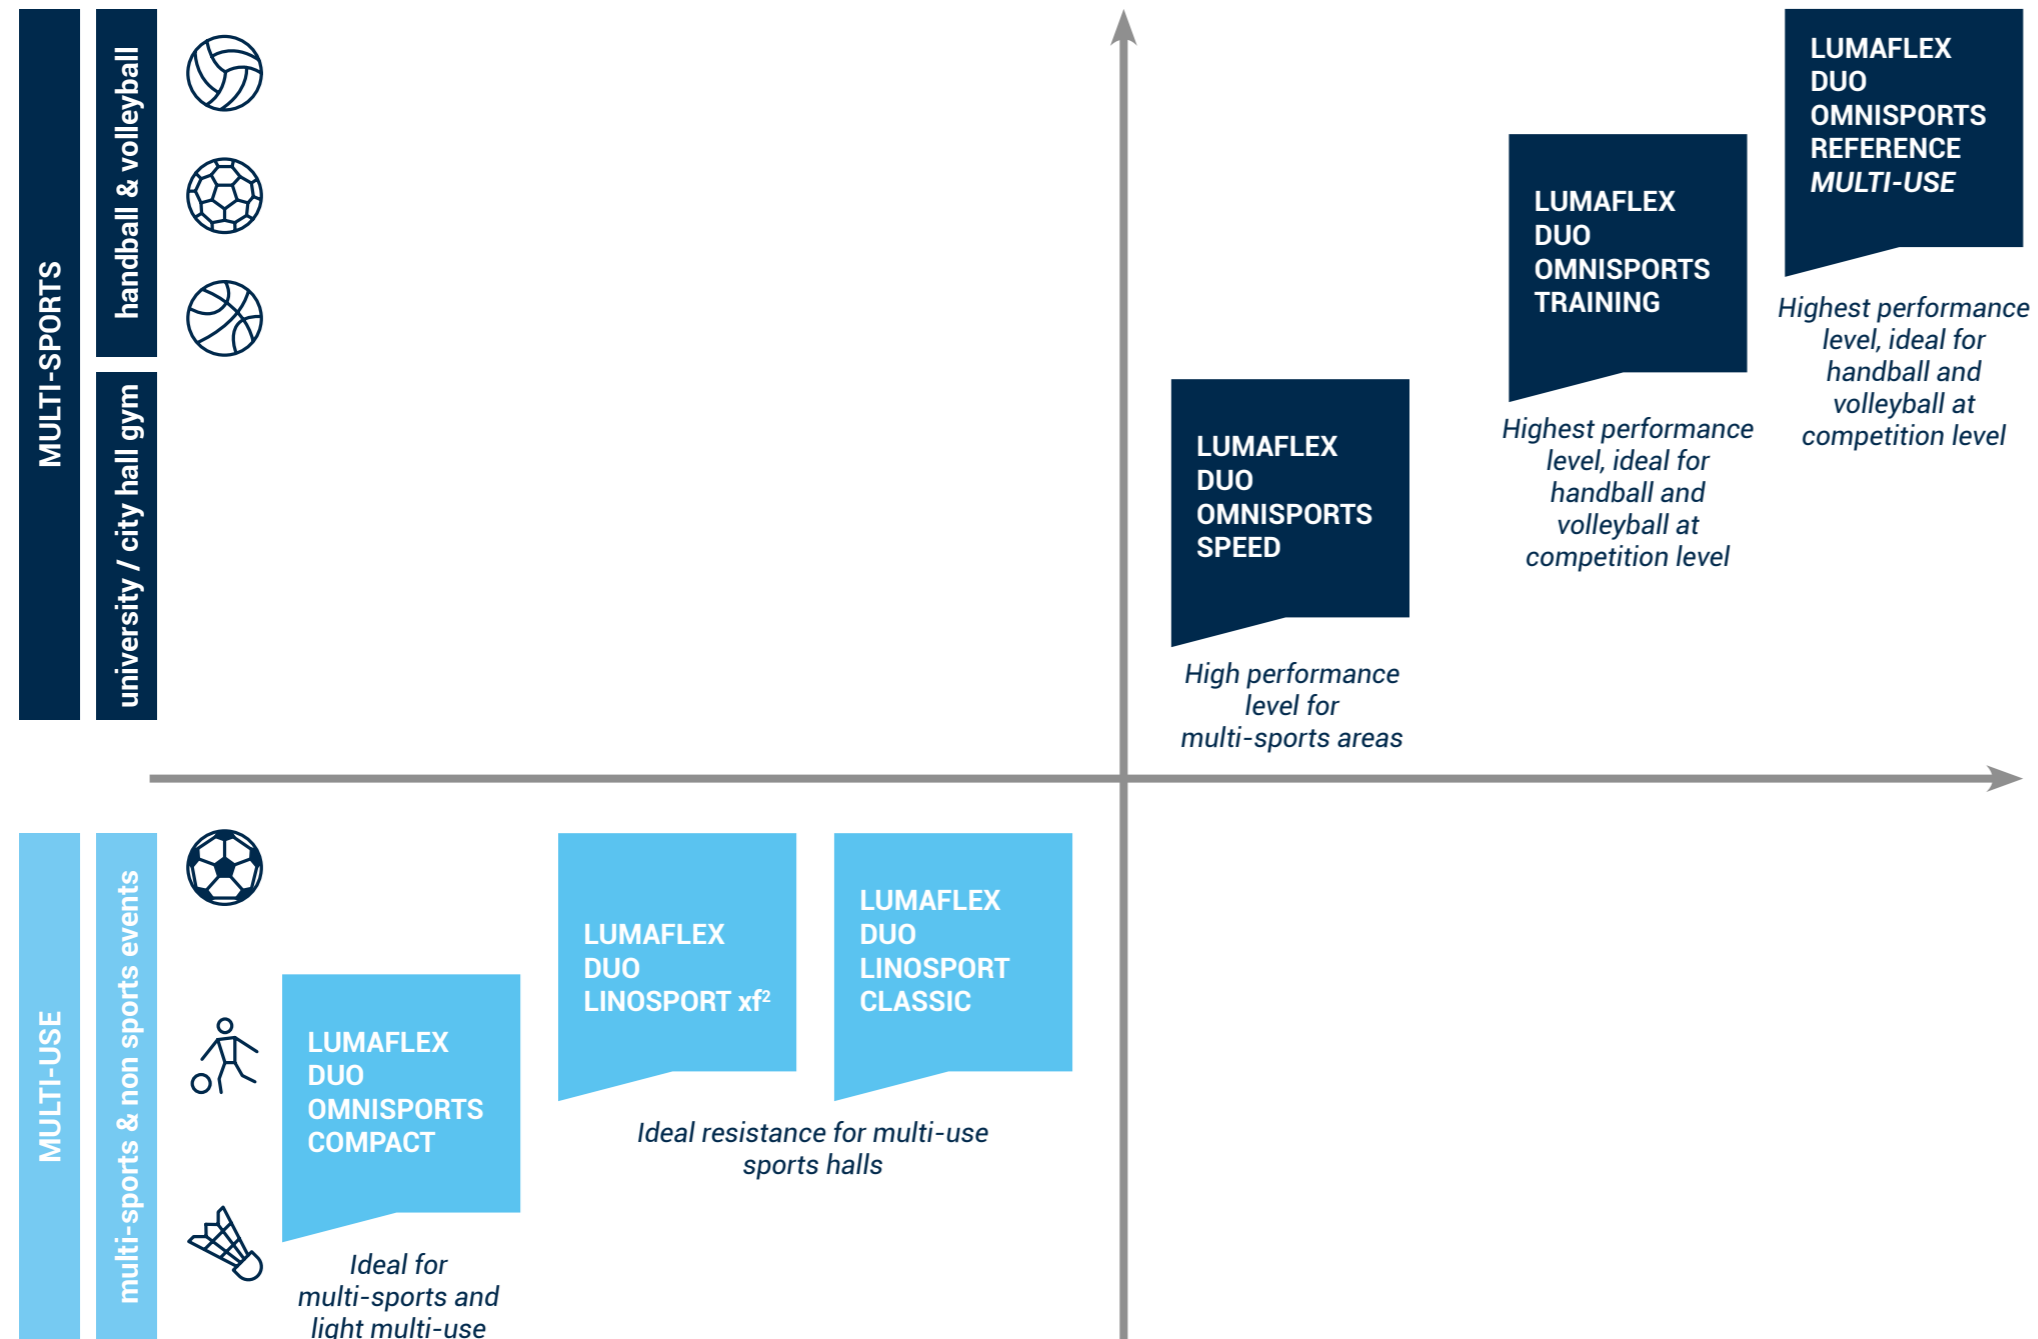 MULTI-SPORTS
handball & volleyball
university / city hall gym
LUMAFLEX
DUO
OMNISPORTS
REFERENCE
MULTI-USE
Highest performance
level, ideal for
handball and
volleyball at
competition level
LUMAFLEX
DUO
OMNISPORTS
TRAINING
Highest performance
level, ideal for
handball and
volleyball at
competition level
LUMAFLEX
DUO
OMNISPORTS
SPEED
High performance
level for
multi-sports areas
MULTI-USE
multi-sports & non sports events
LUMAFLEX
DUO
OMNISPORTS
COMPACT
Ideal for
multi-sports and
light multi-use
LUMAFLEX
DUO
LINOSPORT xf²
LUMAFLEX
DUO
LINOSPORT
CLASSIC
Ideal resistance for multi-use
sports halls